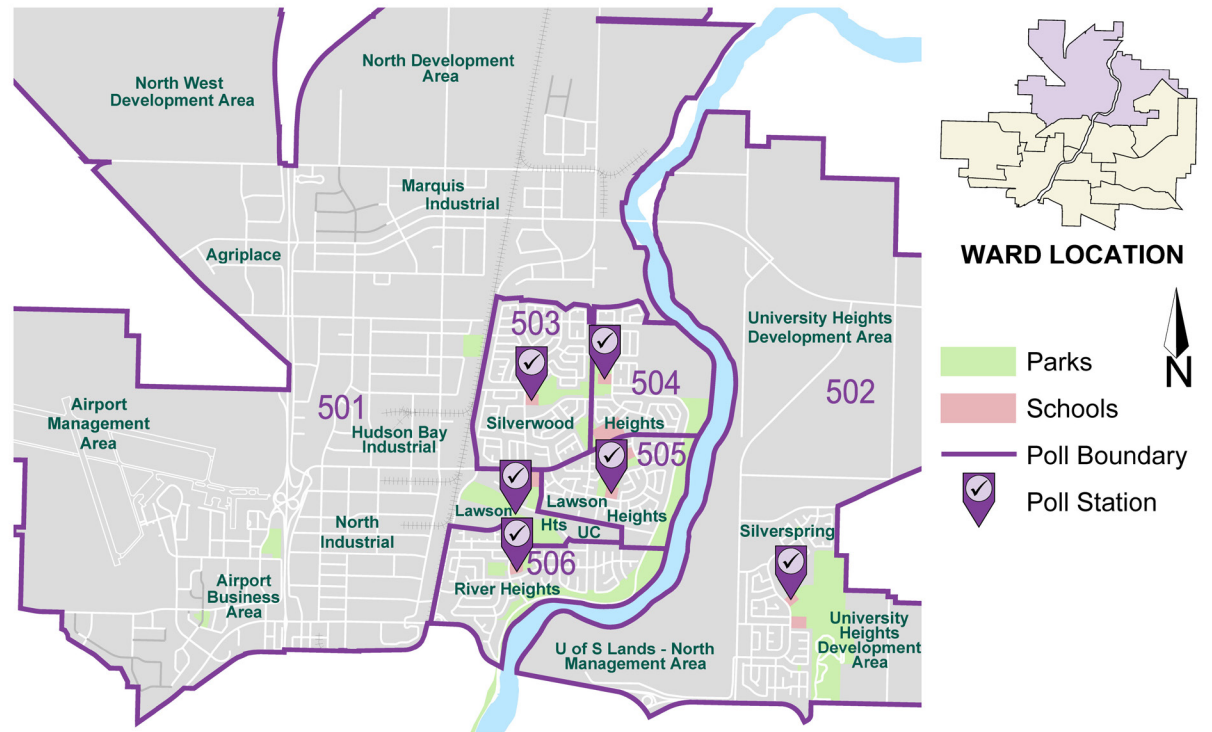 North West
Development Area
North Development
Area
Marquis
Industrial
Agriplace
503
504
University Heights
Development Area
502
501
Airport
Management
Area
Hudson Bay
Industrial
Silverwood
Heights
505
Lawson
Heights
Lawson
Hts
UC
North
Industrial
Silverspring
506
River Heights
Airport
Business
Area
U of S Lands - North
Management Area
University
Heights
Development
Area
WARD LOCATION
N
Parks
Schools
Poll Boundary
Poll Station